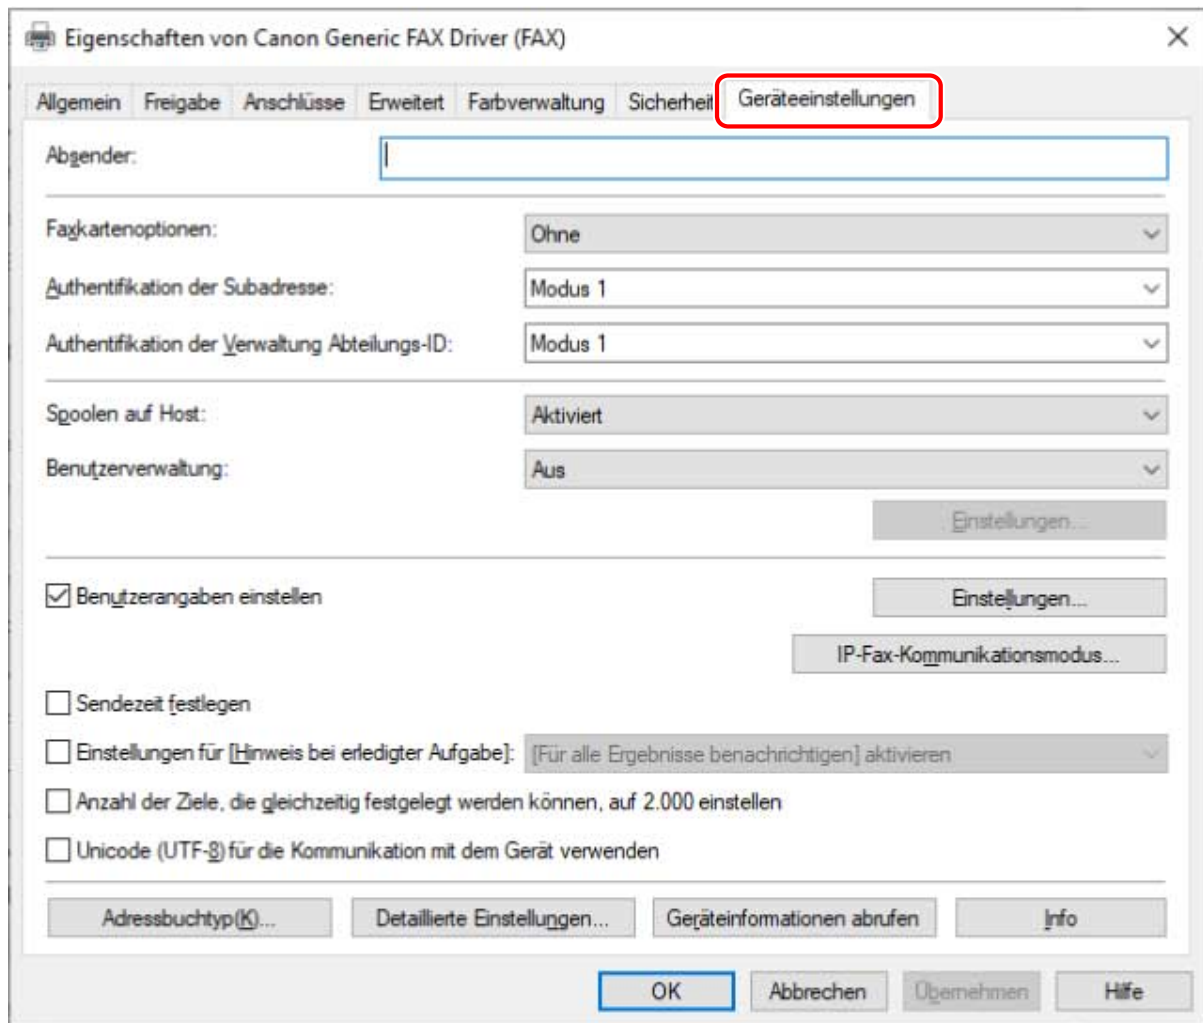 Eigenschaften von Canon Generic FAX Driver (FAX)
Allgemein Freigabe Anschlüsse Erweitert Farbverwaltung Sicherheit Geräteeinstellungen
Absender:
Faxkartenoptionen: Ohne
Authentifikation der Subadresse: Modus 1
Authentifikation der Verwaltung Abteilungs-ID: Modus 1
Spoolen auf Host: Aktiviert
Benutzerverwaltung: Aus
Einstellungen...
Benutzerangaben einstellen Einstellungen...
IP-Fax-Kommunikationsmodus...
Sendezeit festlegen
Einstellungen für [Hinweis bei erledigter Aufgabe]: [Für alle Ergebnisse benachrichtigen] aktivieren
Anzahl der Ziele, die gleichzeitig festgelegt werden können, auf 2.000 einstellen
Unicode (UTF-8) für die Kommunikation mit dem Gerät verwenden
Adressbuchtyp(K)... Detaillierte Einstellungen... Geräteinformationen abrufen Info
OK Abbrechen Übernehmen Hilfe